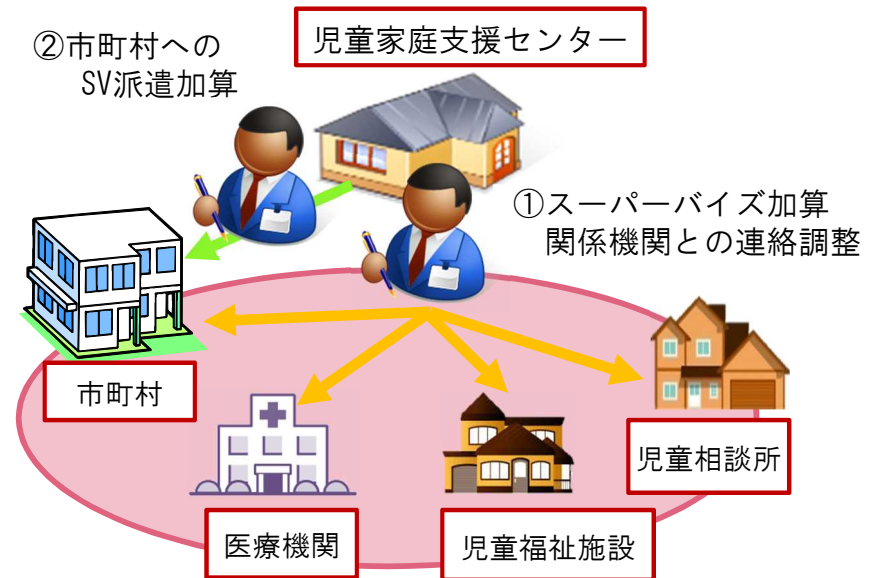 児童家庭支援センター
②市町村への
SV派遣加算
①スーパーバイズ加算
関係機関との連絡調整
市町村
医療機関
児童福祉施設
児童相談所